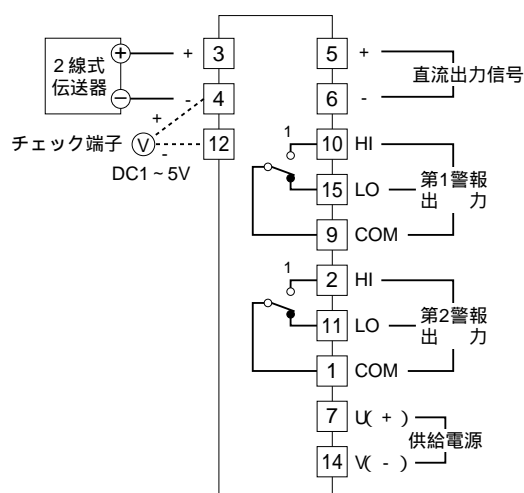 2線式
伝送器
+
-
+ 3
- 4
12
+
-
チェック端子 V
DC1~5V
5 +
6 -
直流出力信号
1
10 HI
15 LO
9 COM
第1警報
出 力
1
2 HI
11 LO
1 COM
第2警報
出 力
7 U( + )
14 V( - )
供給電源